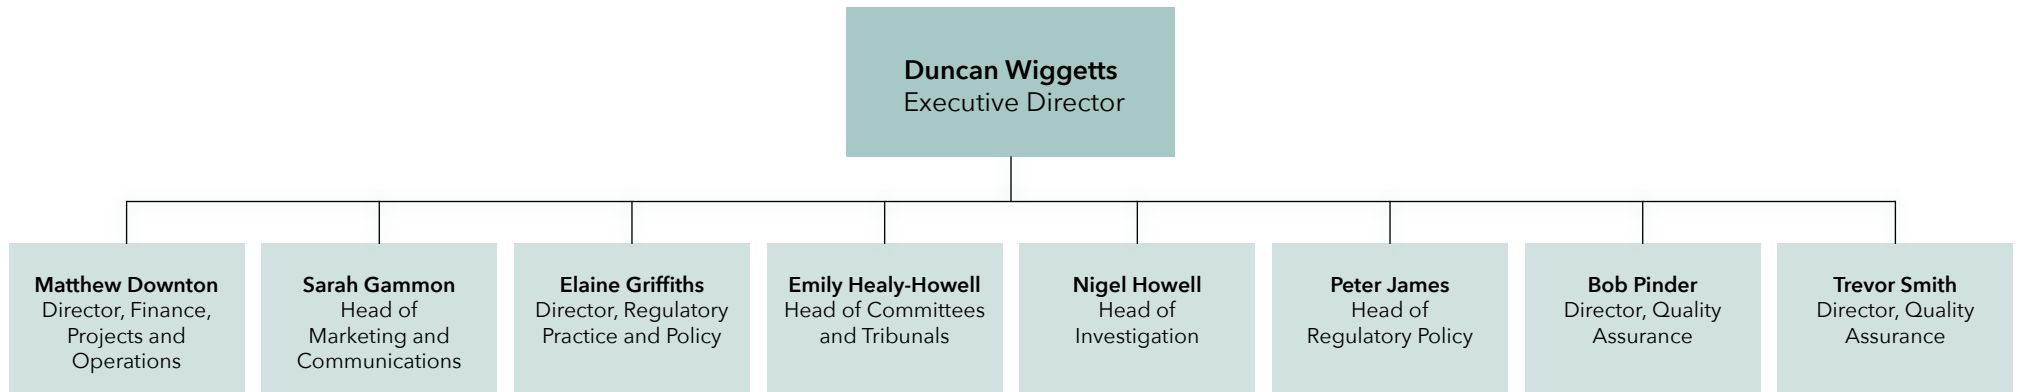 Duncan Wiggetts
Executive Director
Matthew Downton
Director, Finance,
Projects and
Operations
Sarah Gammon
Head of
Marketing and
Communications
Elaine Griffiths
Director, Regulatory
Practice and Policy
Emily Healy-Howell
Head of Committees
and Tribunals
Nigel Howell
Head of
Investigation
Peter James
Head of
Regulatory Policy
Bob Pinder
Director, Quality
Assurance
Trevor Smith
Director, Quality
Assurance